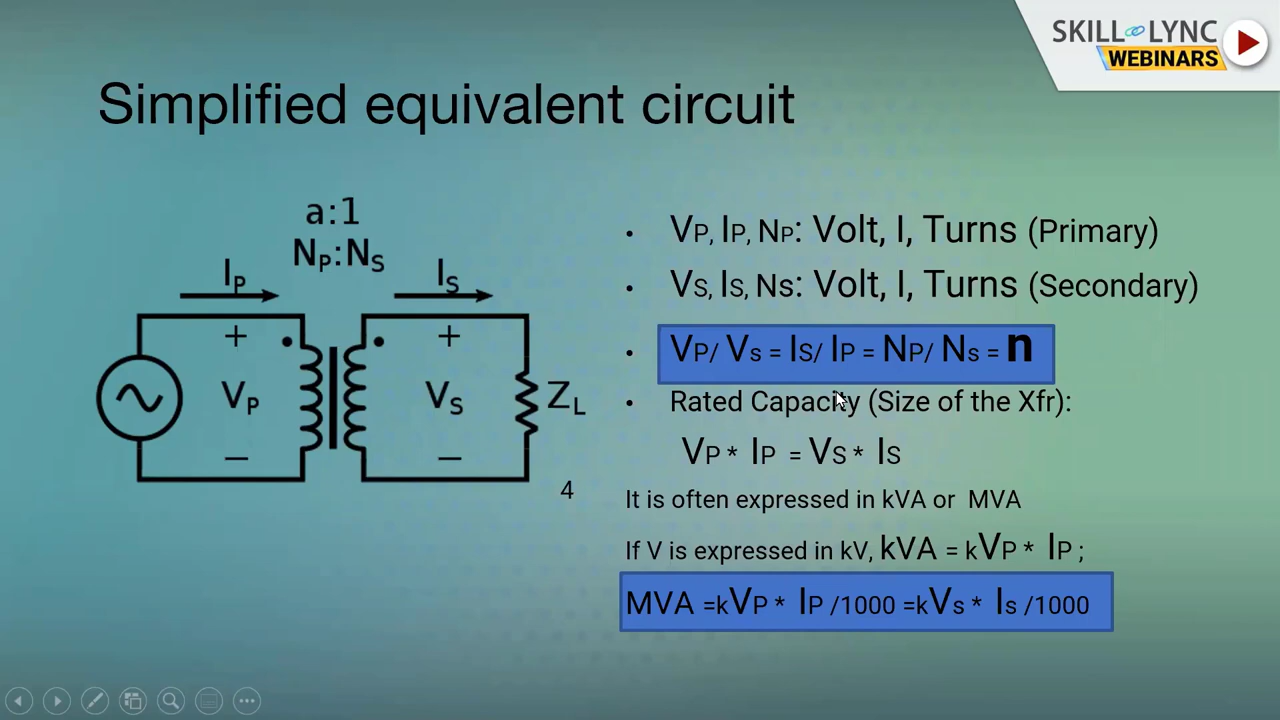 SKILL LYNC
WEBINARS
Simplified equivalent circuit
a:1
NP:NS
IP
IS
+
+
VP
VS
ZL
−
−
4
• VP, IP, NP: Volt, I, Turns (Primary)
• VS, IS, NS: Volt, I, Turns (Secondary)
• VP/ VS = IS/ IP = NP/ NS = n
• Rated Capacity (Size of the Xfr):
VP * IP = VS * IS
It is often expressed in kVA or MVA
If V is expressed in kV, kVA = kVP * IP ;
MVA =kVP * IP /1000 =kVs * Is /1000